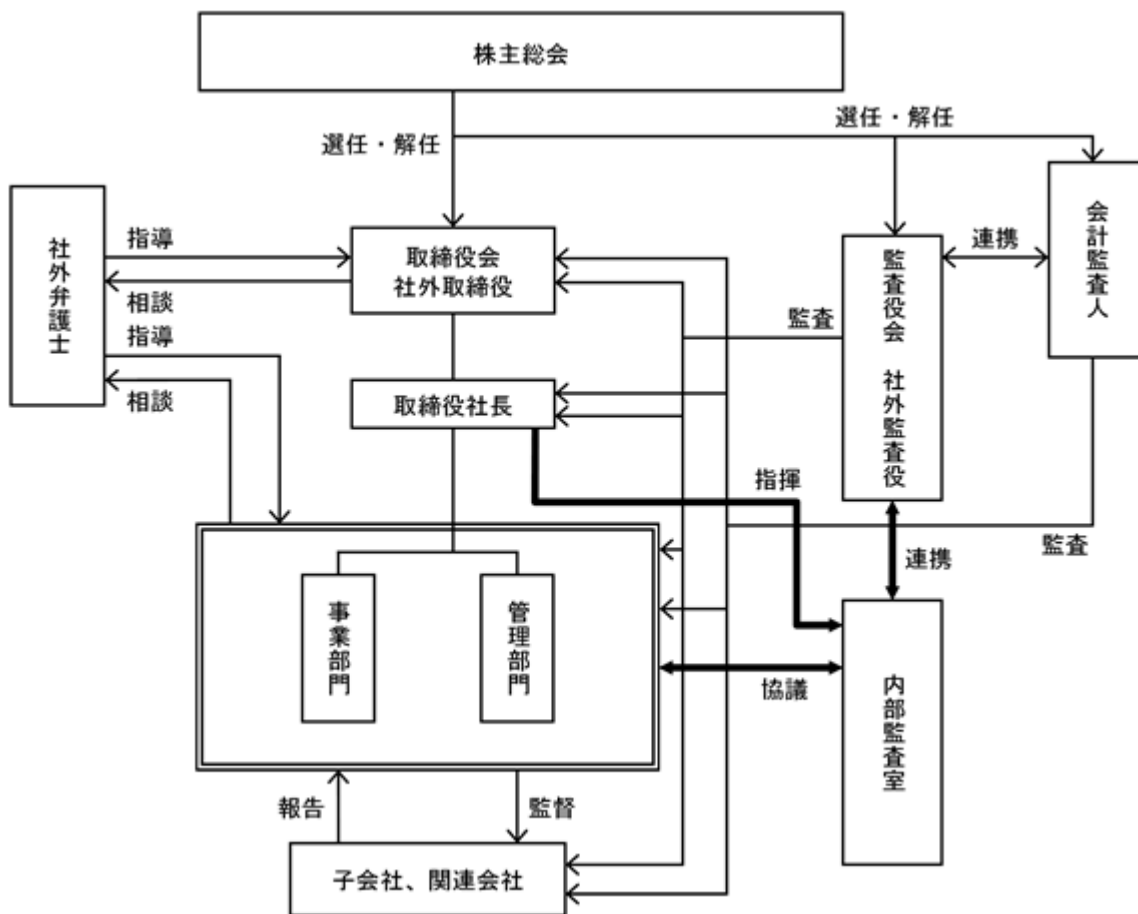 株主総会
選任・解任
選任・解任
社外弁護士
指導
相談
指導
相談
取締役会
社外取締役
取締役社長
監査役会　社外監査役
連携
会計監査人
監査
指揮
監査
連携
事業部門
管理部門
協議
内部監査室
報告
監督
子会社、関連会社